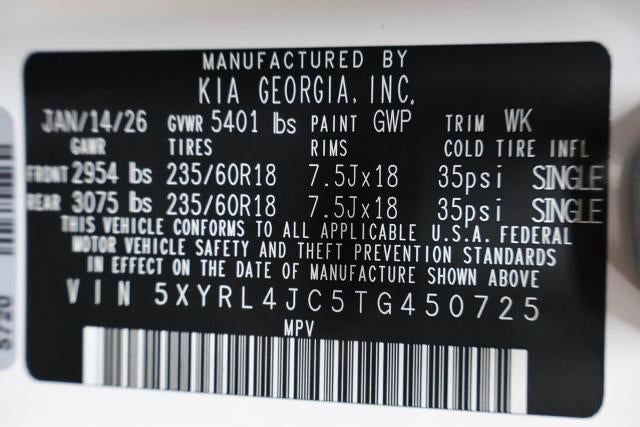 MANUFACTURED BY
KIA GEORGIA, INC.
JAN/14/26 GVWR 5401 lbs PAINT GWP TRIM WK
GAWR TIRES RIMS COLD TIRE INFL
FRONT 2954 lbs 235/60R18 7.5Jx18 35psi SINGLE
REAR 3075 lbs 235/60R18 7.5Jx18 35psi SINGLE
THIS VEHICLE CONFORMS TO ALL APPLICABLE U.S.A. FEDERAL
MOTOR VEHICLE SAFETY AND THEFT PREVENTION STANDARDS
IN EFFECT ON THE DATE OF MANUFACTURE SHOWN ABOVE
VIN 5XYRL4JC5TG450725
MPV
5720